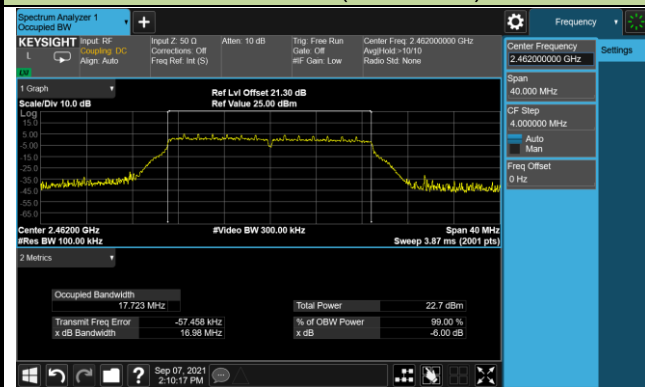 Spectrum Analyzer 1
Occupied BW
+
Frequency
KEYSIGHT
L
Input: RF
Coupling: DC
Align: Auto
Input Z: 50 Ω
Corrections: Off
Freq Ref: Int (S)
Atten: 10 dB
Trig: Free Run
Gate: Off
#IF Gain: Low
Center Freq: 2.462000000 GHz
Avg|Hold:>10/10
Radio Std: None
LV
Center Frequency
2.462000000 GHz
Settings
Span
40.000 MHz
CF Step
4.000000 MHz
Auto
Man
Freq Offset
0 Hz
1 Graph
Scale/Div 10.0 dB
Ref Lvl Offset 21.30 dB
Ref Value 25.00 dBm
Log
15.0
5.00
-5.00
-15.0
-25.0
-35.0
-45.0
-55.0
-65.0
Center 2.46200 GHz
#Video BW 300.00 kHz
Span 40 MHz
#Res BW 100.00 kHz
Sweep 3.87 ms (2001 pts)
2 Metrics
Occupied Bandwidth
17.723 MHz
Total Power 22.7 dBm
Transmit Freq Error -57.458 kHz
% of OBW Power 99.00 %
x dB Bandwidth 16.98 MHz
x dB -6.00 dB
?
Sep 07, 2021
2:10:17 PM